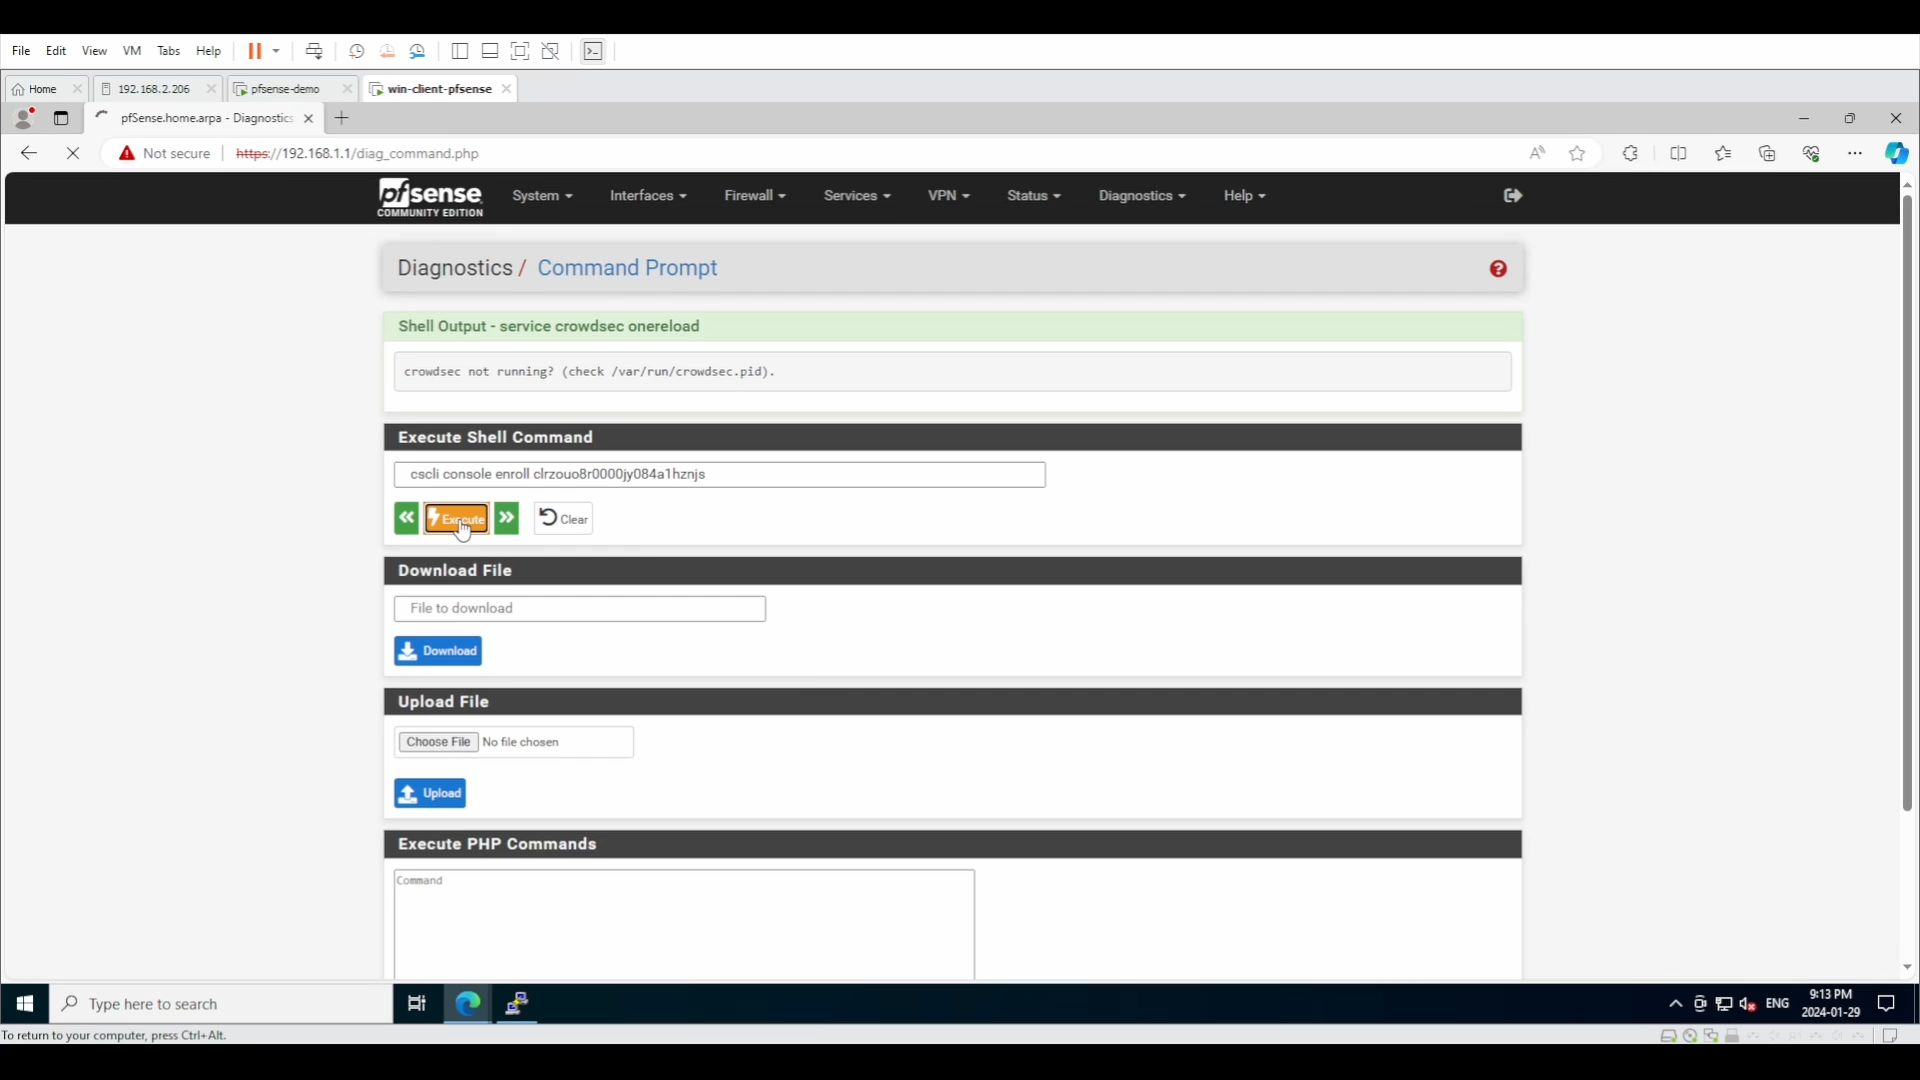 File Edit View VM Tabs Help
Home 192.168.2.206 pfsense-demo win-client-pfsense
pfSense.home.arpa - Diagnostics
Not secure https://192.168.1.1/diag_command.php
pfsense COMMUNITY EDITION System Interfaces Firewall Services VPN Status Diagnostics Help
Diagnostics / Command Prompt
Shell Output - service crowdsec onereload
crowdsec not running? (check /var/run/crowdsec.pid).
Execute Shell Command
cscli console enroll clrzouo8r0000jy084a1hznjs
Execute Clear
Download File
File to download
Download
Upload File
Choose File No file chosen
Upload
Execute PHP Commands
Command
Type here to search
ENG 9:13 PM
2024-01-29
To return to your computer, press Ctrl+Alt.